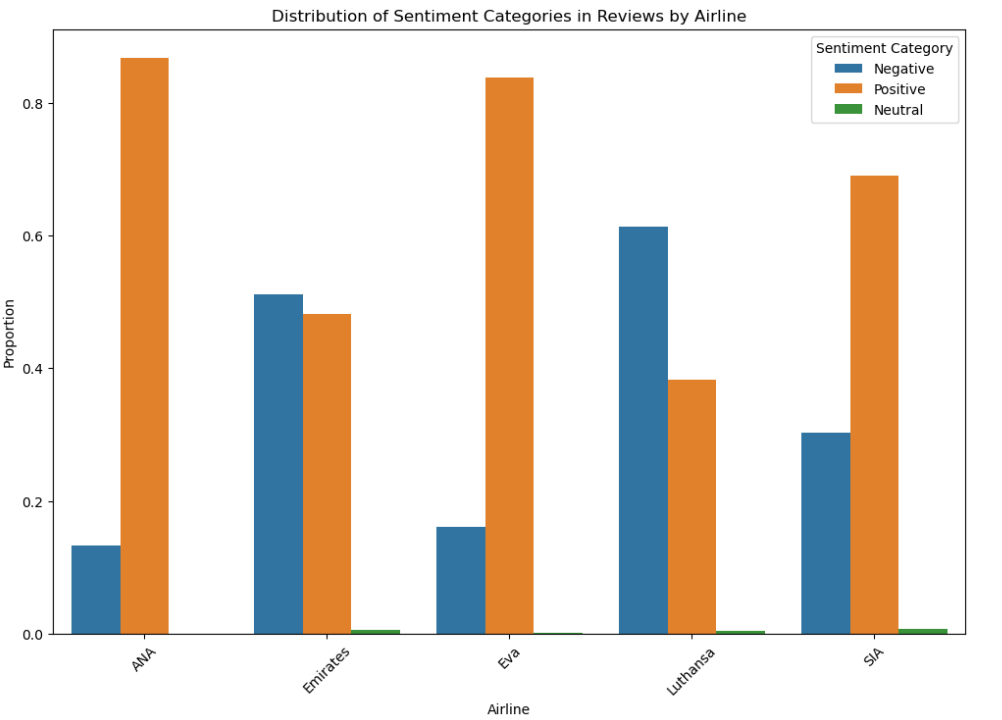 Distribution of Sentiment Categories in Reviews by Airline
Sentiment Category
Negative
Positive
Neutral
Proportion
0.8
0.6
0.4
0.2
0.0
ANA
Emirates
Eva
Luthansa
SIA
Airline